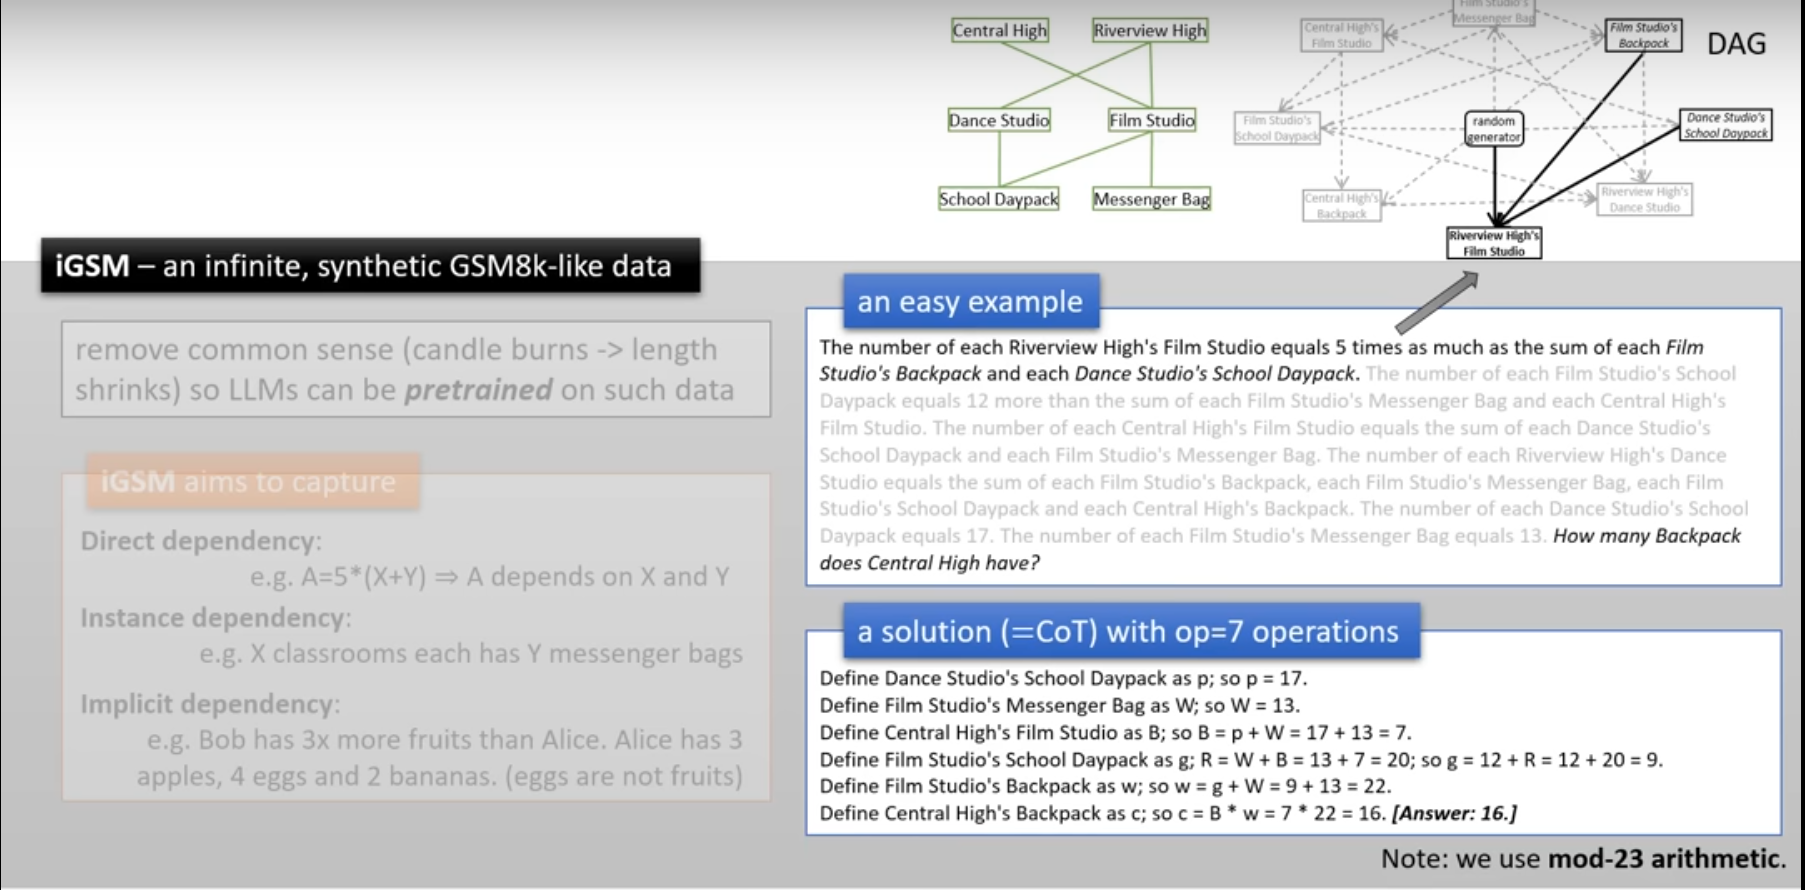 Central High
Riverview High
Dance Studio
Film Studio
School Daypack
Messenger Bag
Film Studio's
Messenger Bag
Central High's
Film Studio
Film Studio's
Backpack
DAG
Film Studio's
School Daypack
random
generator
Dance Studio's
School Daypack
Central High's
Backpack
Riverview High's
Dance Studio
Riverview High's
Film Studio
iGSM – an infinite, synthetic GSM8k-like data
remove common sense (candle burns -> length
shrinks) so LLMs can be pretrained on such data
iGSM aims to capture
Direct dependency:
e.g. A=5*(X+Y) ⇒ A depends on X and Y
Instance dependency:
e.g. X classrooms each has Y messenger bags
Implicit dependency:
e.g. Bob has 3x more fruits than Alice. Alice has 3
apples, 4 eggs and 2 bananas. (eggs are not fruits)
an easy example
The number of each Riverview High's Film Studio equals 5 times as much as the sum of each Film
Studio's Backpack and each Dance Studio's School Daypack. The number of each Film Studio's School
Daypack equals 12 more than the sum of each Film Studio's Messenger Bag and each Central High's
Film Studio. The number of each Central High's Film Studio equals the sum of each Dance Studio's
School Daypack and each Film Studio's Messenger Bag. The number of each Riverview High's Dance
Studio equals the sum of each Film Studio's Backpack, each Film Studio's Messenger Bag, each Film
Studio's School Daypack and each Central High's Backpack. The number of each Dance Studio's School
Daypack equals 17. The number of each Film Studio's Messenger Bag equals 13. How many Backpack
does Central High have?
a solution (=CoT) with op=7 operations
Define Dance Studio's School Daypack as p; so p = 17.
Define Film Studio's Messenger Bag as W; so W = 13.
Define Central High's Film Studio as B; so B = p + W = 17 + 13 = 7.
Define Film Studio's School Daypack as g; R = W + B = 13 + 7 = 20; so g = 12 + R = 12 + 20 = 9.
Define Film Studio's Backpack as w; so w = g + W = 9 + 13 = 22.
Define Central High's Backpack as c; so c = B * w = 7 * 22 = 16. [Answer: 16.]
Note: we use mod-23 arithmetic.